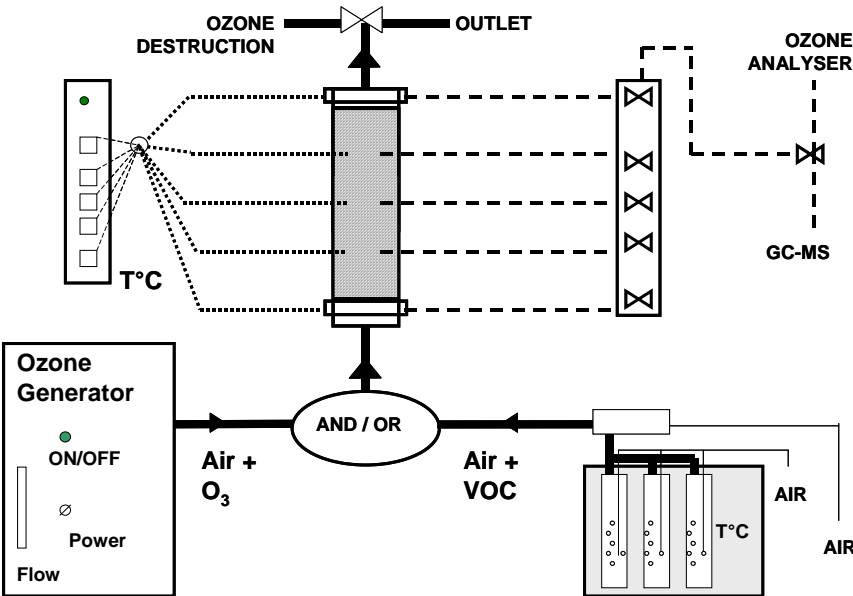 OZONE
DESTRUCTION
OUTLET
OZONE
ANALYSER
T°C
GC-MS
Ozone
Generator
ON/OFF
Power
Flow
AND / OR
Air +
O₃
Air +
VOC
AIR
T°C
AIR